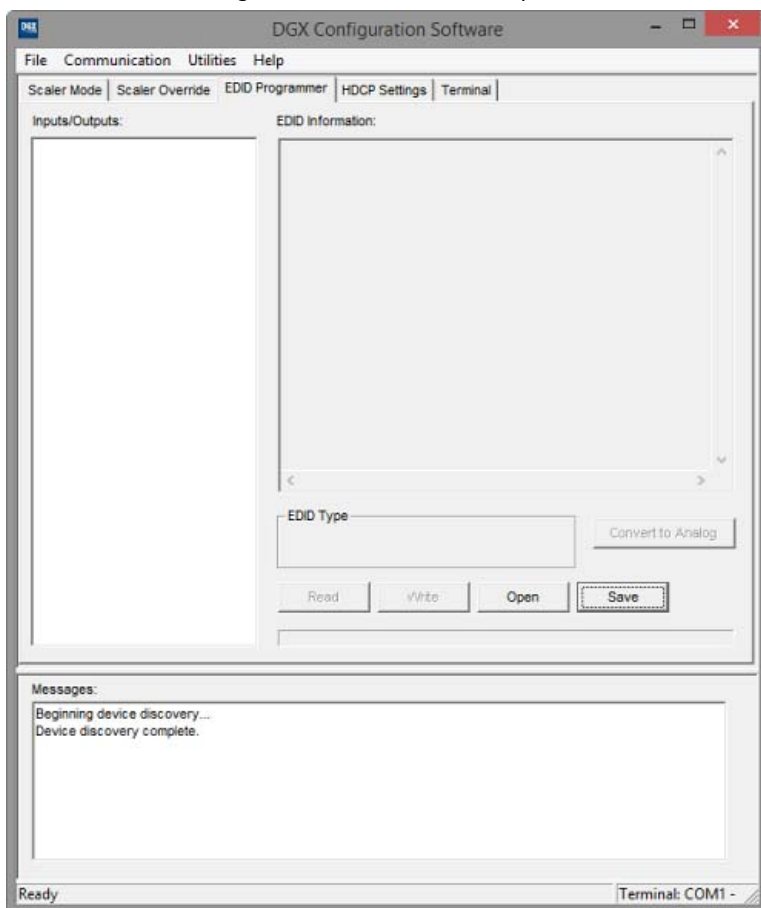 DGX
DGX Configuration Software
File Communication Utilities Help
Scaler Mode Scaler Override EDID Programmer HDCP Settings Terminal
Inputs/Outputs: EDID Information:
EDID Type
Convert to Analog
Read Write Open Save
Messages:
Beginning device discovery...
Device discovery complete.
Ready Terminal: COM1 -